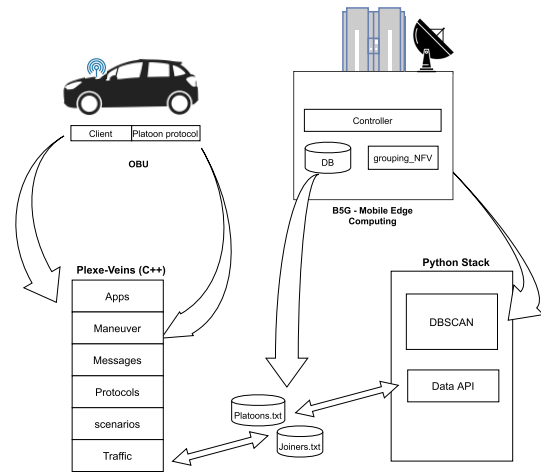 Client
Platoon protocol
OBU
Controller
DB
grouping_NFV
B5G - Mobile Edge
Computing
Plexe-Veins (C++)
Apps
Maneuver
Messages
Protocols
scenarios
Traffic
Python Stack
DBSCAN
Data API
Platoons.txt
Joiners.txt